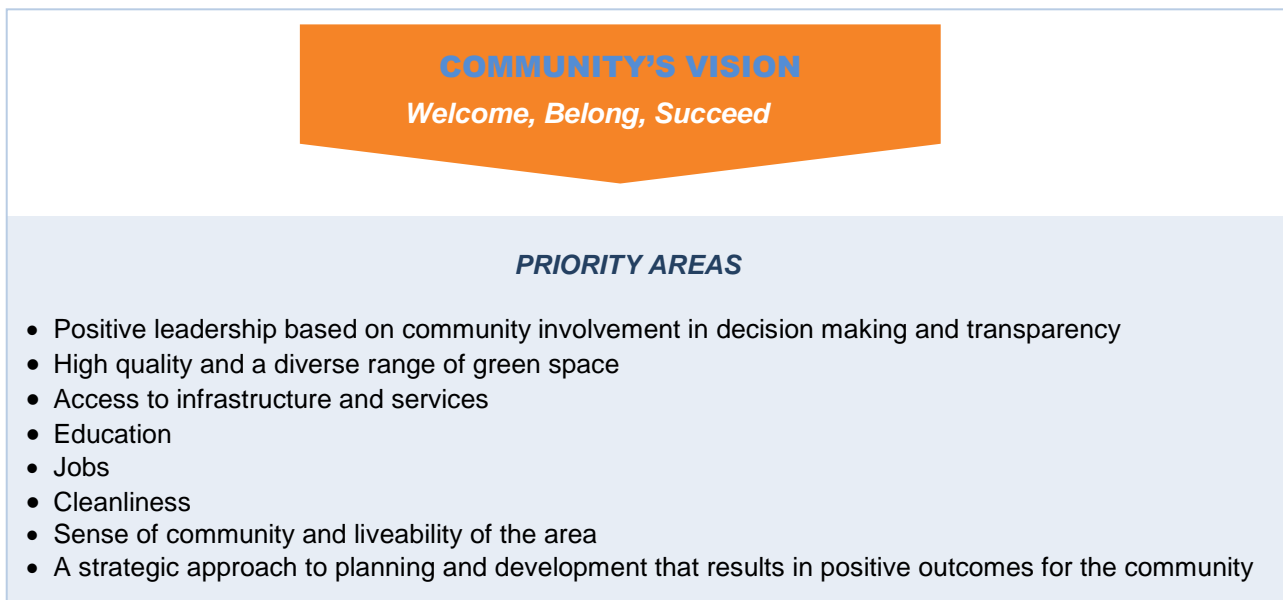 COMMUNITY’S VISION
Welcome, Belong, Succeed
PRIORITY AREAS
• Positive leadership based on community involvement in decision making and transparency
• High quality and a diverse range of green space
• Access to infrastructure and services
• Education
• Jobs
• Cleanliness
• Sense of community and liveability of the area
• A strategic approach to planning and development that results in positive outcomes for the community